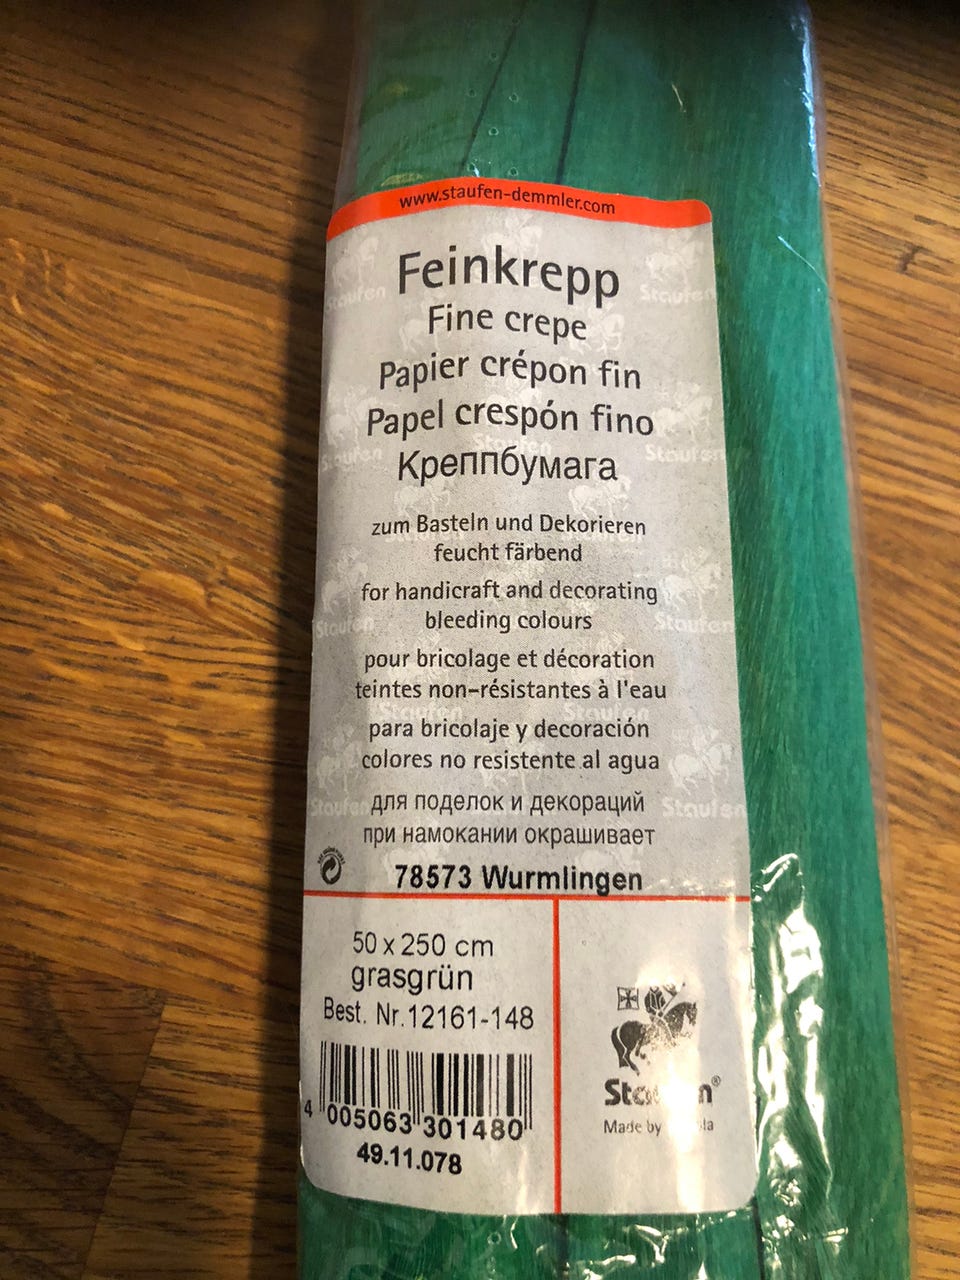 www.staufen-demmler.com
Feinkrepp
Fine crepe
Papier crépon fin
Papel crespón fino
Креппбумага
zum Basteln und Dekorieren
feucht färbend
for handicraft and decorating
bleeding colours
pour bricolage et décoration
teintes non-résistantes à l'eau
para bricolaje y decoración
colores no resistente al agua
для поделок и декораций
при намокании окрашивает
78573 Wurmlingen
50 x 250 cm
grasgrün
Best. Nr.12161-148
4 005063 301480
49.11.078
Staufen®
Made by